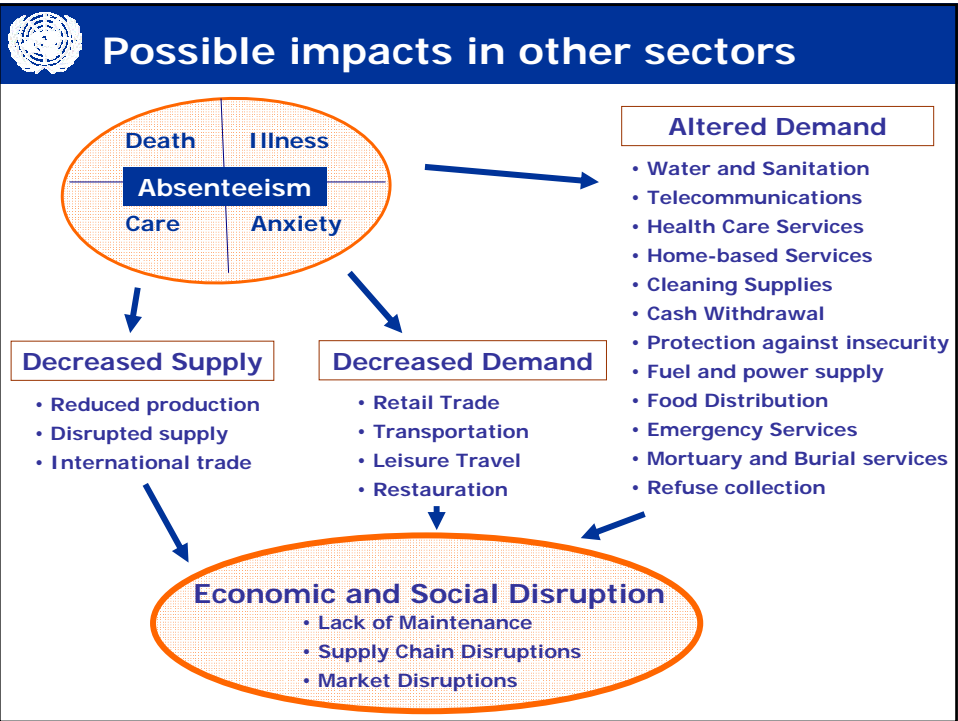 Possible impacts in other sectors
Death Illness
Absenteeism
Care Anxiety
Altered Demand
• Water and Sanitation
• Telecommunications
• Health Care Services
• Home-based Services
• Cleaning Supplies
• Cash Withdrawal
• Protection against insecurity
• Fuel and power supply
• Food Distribution
• Emergency Services
• Mortuary and Burial services
• Refuse collection
Decreased Supply
• Reduced production
• Disrupted supply
• International trade
Decreased Demand
• Retail Trade
• Transportation
• Leisure Travel
• Restauration
Economic and Social Disruption
• Lack of Maintenance
• Supply Chain Disruptions
• Market Disruptions